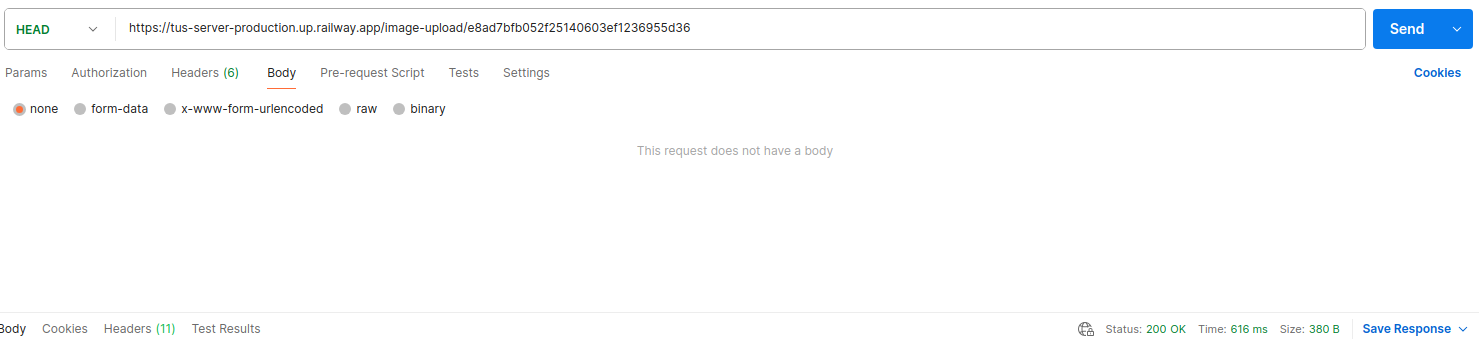 HEAD https://tus-server-production.up.railway.app/image-upload/e8ad7bfb052f25140603ef1236955d36 Send
Params Authorization Headers (6) Body Pre-request Script Tests Settings Cookies
none form-data x-www-form-urlencoded raw binary
This request does not have a body
Body Cookies Headers (11) Test Results Status: 200 OK Time: 616 ms Size: 380 B Save Response